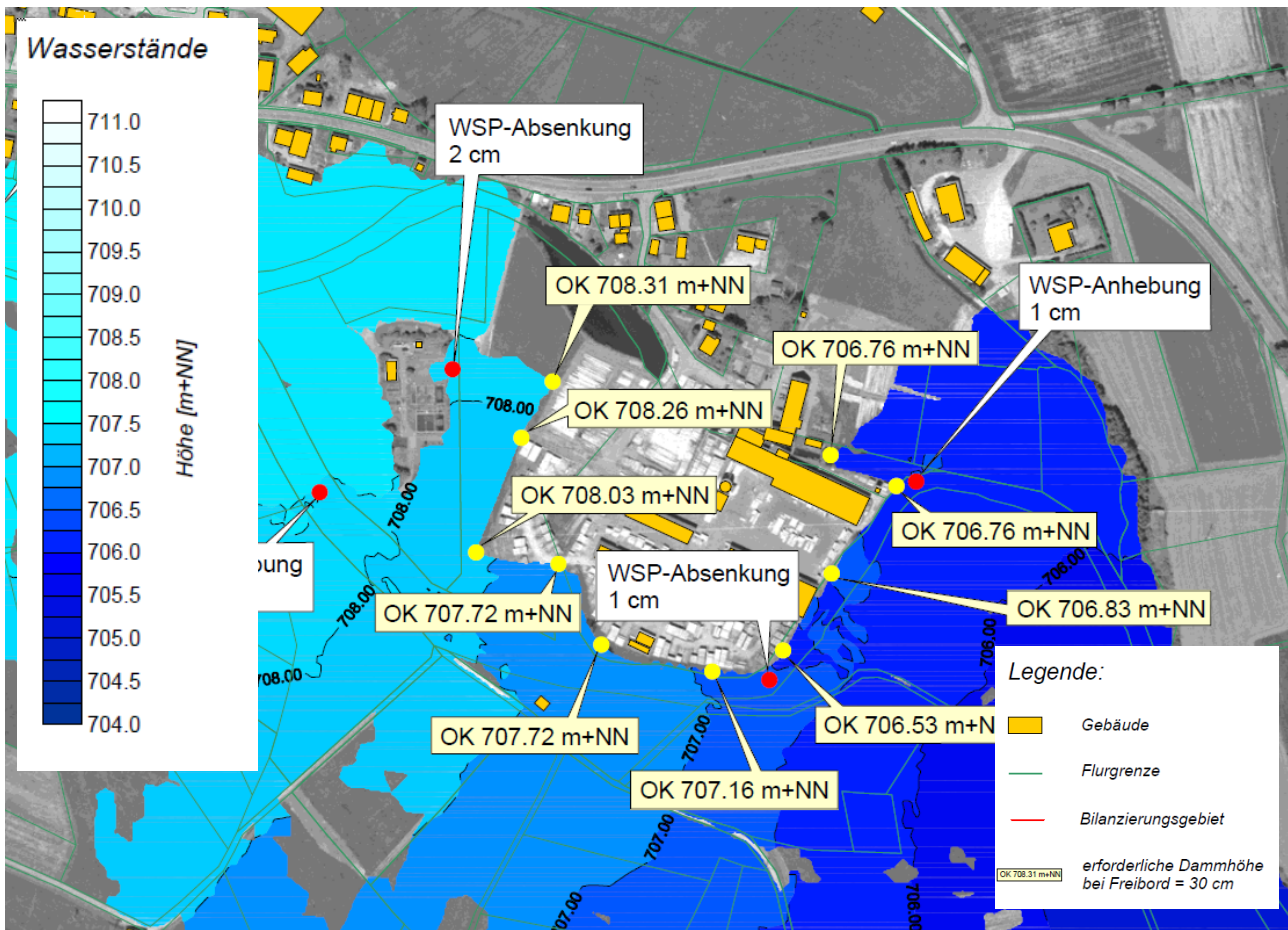 Wasserstände
711.0
710.5
710.0
709.5
709.0
708.5
708.0
707.5
707.0
706.5
706.0
705.5
705.0
704.5
704.0
Höhe [m+NN]
WSP-Absenkung
2 cm
OK 708.31 m+NN
WSP-Anhebung
1 cm
OK 706.76 m+NN
708.00
OK 708.26 m+NN
OK 708.03 m+NN
708.00
OK 706.76 m+NN
bung
WSP-Absenkung
1 cm
708.00
708.00
OK 707.72 m+NN
706.00
OK 706.83 m+NN
706.00
708.00
OK 707.72 m+NN
707.00
OK 706.53 m+N
OK 707.16 m+NN
707.00
706.00
Legende:
Gebäude
Flurgrenze
Bilanzierungsgebiet
OK 708.31 m+NN
erforderliche Dammhöhe
bei Freibord = 30 cm